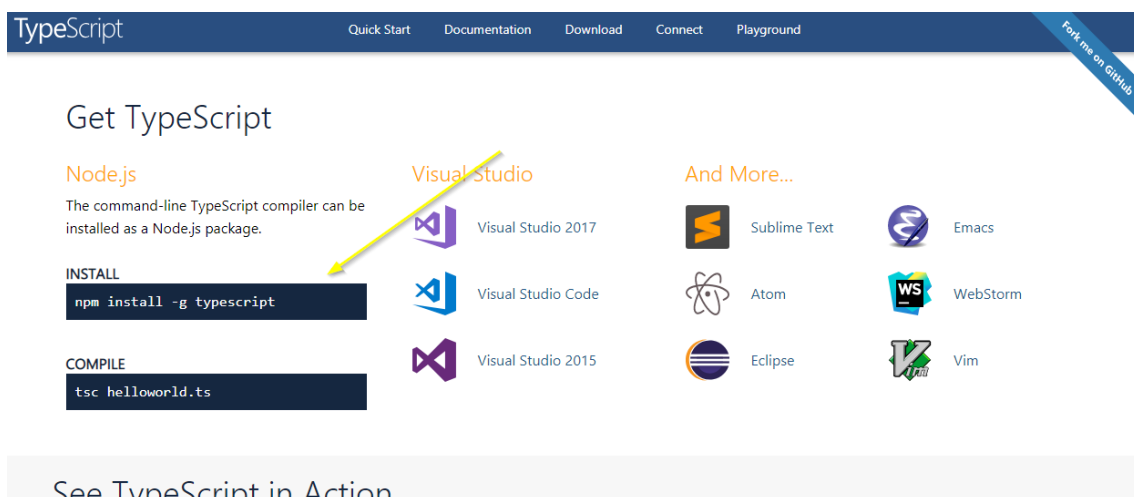 TypeScript
Quick Start
Documentation
Download
Connect
Playground
Fork me on GitHub
Get TypeScript
Node.js
The command-line TypeScript compiler can be
installed as a Node.js package.
INSTALL
npm install -g typescript
COMPILE
tsc helloworld.ts
Visual Studio
Visual Studio 2017
Visual Studio Code
Visual Studio 2015
And More...
Sublime Text
Emacs
Atom
WS
WebStorm
Eclipse
Vim
Vim
See TypeScript in Action